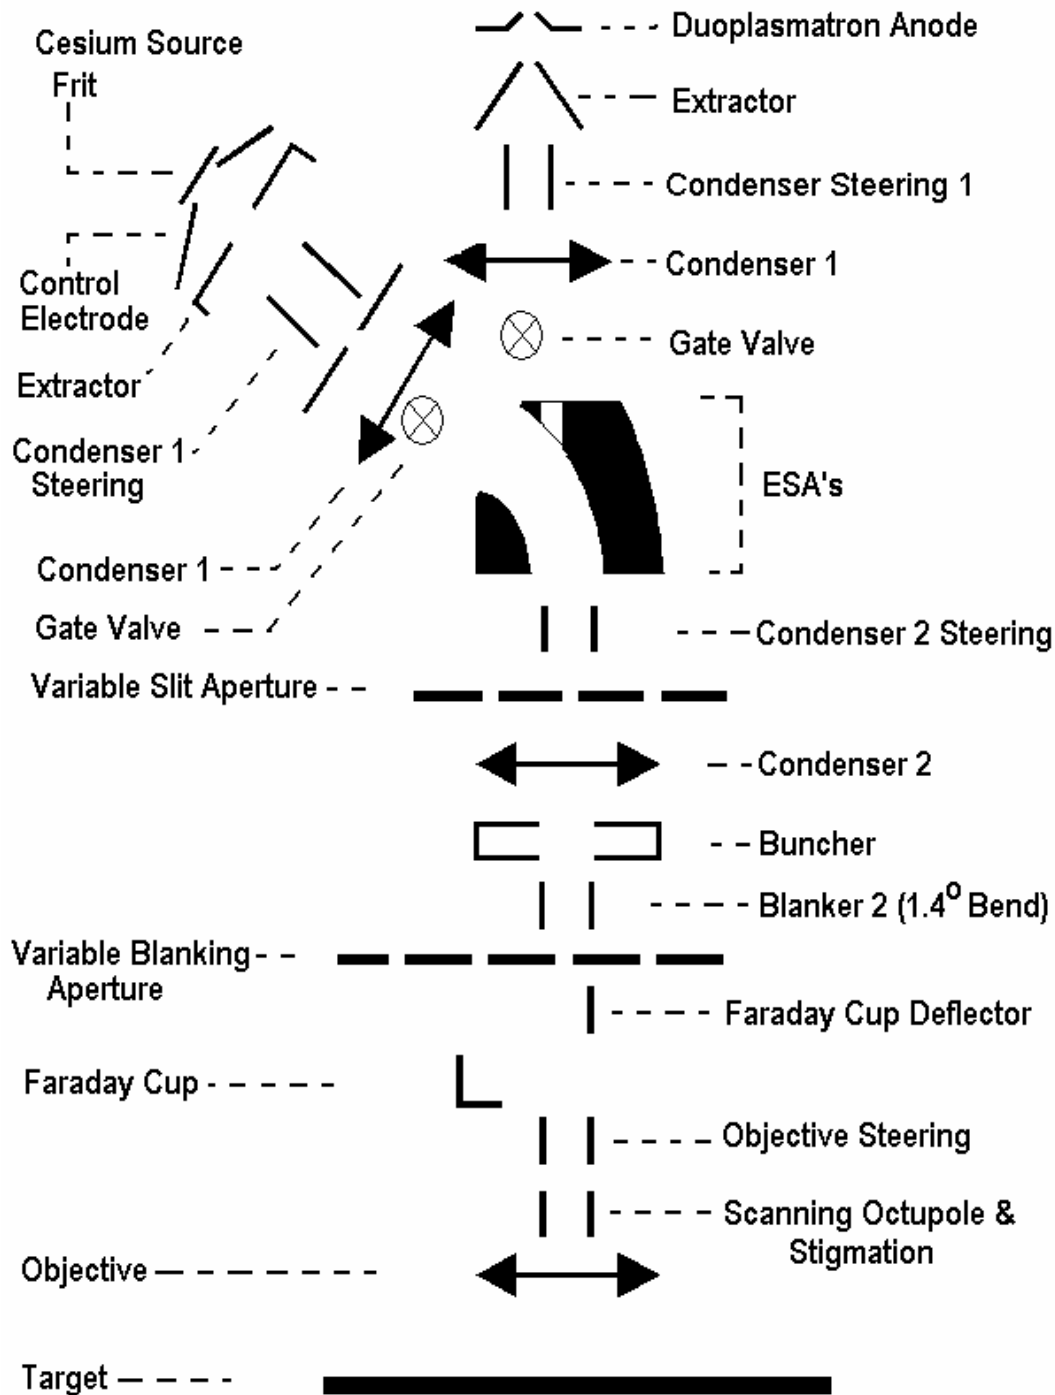 Duoplasmatron Anode
Cesium Source
Frit
Extractor
Condenser Steering 1
Condenser 1
Control
Electrode
Gate Valve
Extractor
Condenser 1
Steering
ESA's
Condenser 1
Gate Valve
Condenser 2 Steering
Variable Slit Aperture
Condenser 2
Buncher
Blanker 2 (1.4° Bend)
Variable Blanking
Aperture
Faraday Cup Deflector
Faraday Cup
Objective Steering
Scanning Octupole &
Stigmation
Objective
Target